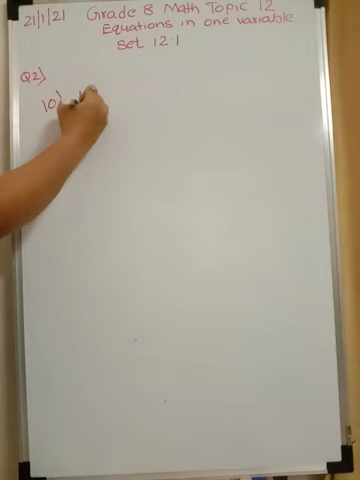 21/1/21 Grade 8 Math Topic 12
Equations in one variable
set 12.1
Q2)
10)